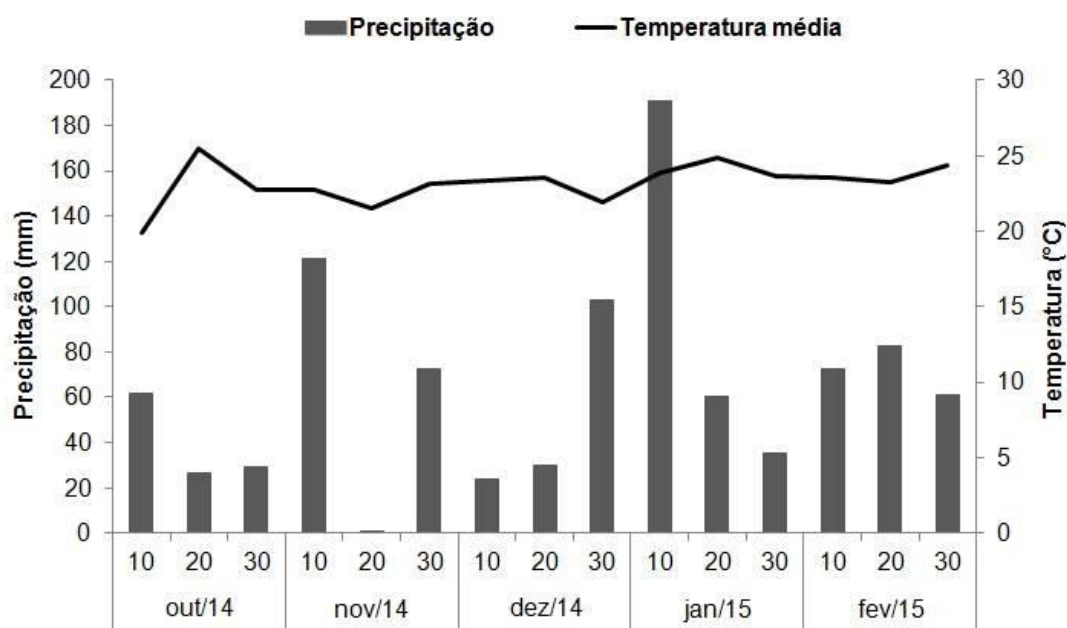 Precipitação Temperatura média
200 30
180
160 25
140
120 20
100 15
80
60 10
40 5
20
0 0
Precipitação (mm)
Temperatura (°C)
10 20 30 10 20 30 10 20 30 10 20 30 10 20 30
out/14 nov/14 dez/14 jan/15 fev/15